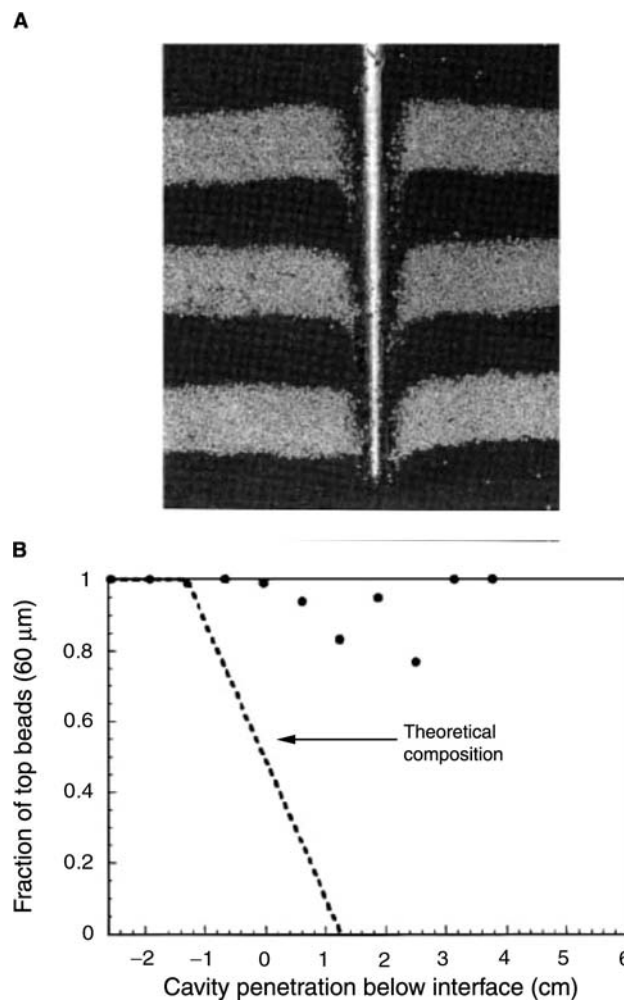 A
B
Fraction of top beads (60 μm)
1
0.8
0.6
0.4
0.2
0
Theoretical
composition
−2 −1 0 1 2 3 4 5 6
Cavity penetration below interface (cm)